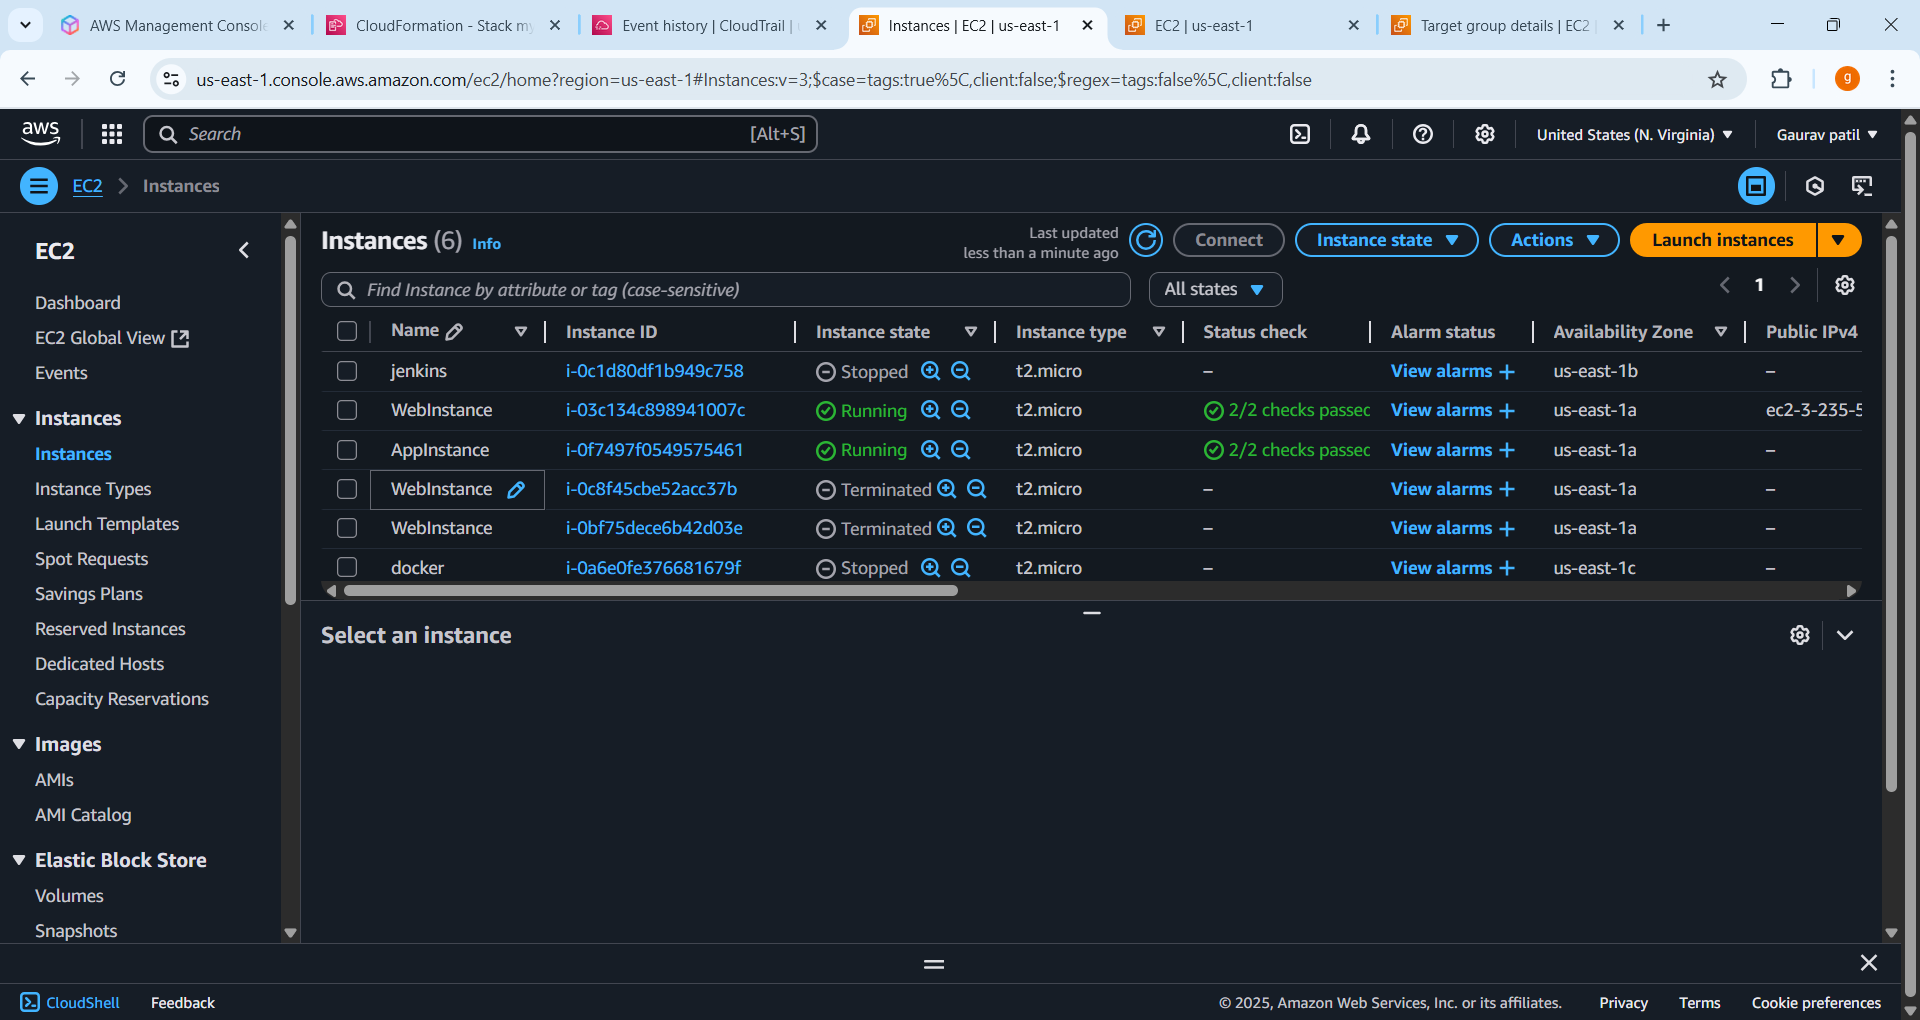 AWS Management Console
CloudFormation - Stack my
Event history | CloudTrail |
Instances | EC2 | us-east-1
EC2 | us-east-1
Target group details | EC2 |
us-east-1.console.aws.amazon.com/ec2/home?region=us-east-1#Instances:v=3;$case=tags:true%5C,client:false;$regex=tags:false%5C,client:false
g
aws
Search
[Alt+S]
United States (N. Virginia)
Gaurav patil
EC2
Instances
EC2
Dashboard
EC2 Global View
Events
Instances
Instances
Instance Types
Launch Templates
Spot Requests
Savings Plans
Reserved Instances
Dedicated Hosts
Capacity Reservations
Images
AMIs
AMI Catalog
Elastic Block Store
Volumes
Snapshots
Instances (6) Info
Last updated
less than a minute ago
Connect
Instance state
Actions
Launch instances
Find Instance by attribute or tag (case-sensitive)
All states
1
Name Instance ID Instance state Instance type Status check Alarm status Availability Zone Public IPv4
jenkins i-0c1d80df1b949c758 Stopped t2.micro – View alarms + us-east-1b –
WebInstance i-03c134c898941007c Running t2.micro 2/2 checks passed View alarms + us-east-1a ec2-3-235-5
AppInstance i-0f7497f0549575461 Running t2.micro 2/2 checks passed View alarms + us-east-1a –
WebInstance i-0c8f45cbe52acc37b Terminated t2.micro – View alarms + us-east-1a –
WebInstance i-0bf75dece6b42d03e Terminated t2.micro – View alarms + us-east-1a –
docker i-0a6e0fe376681679f Stopped t2.micro – View alarms + us-east-1c –
Select an instance
CloudShell
Feedback
© 2025, Amazon Web Services, Inc. or its affiliates.
Privacy
Terms
Cookie preferences